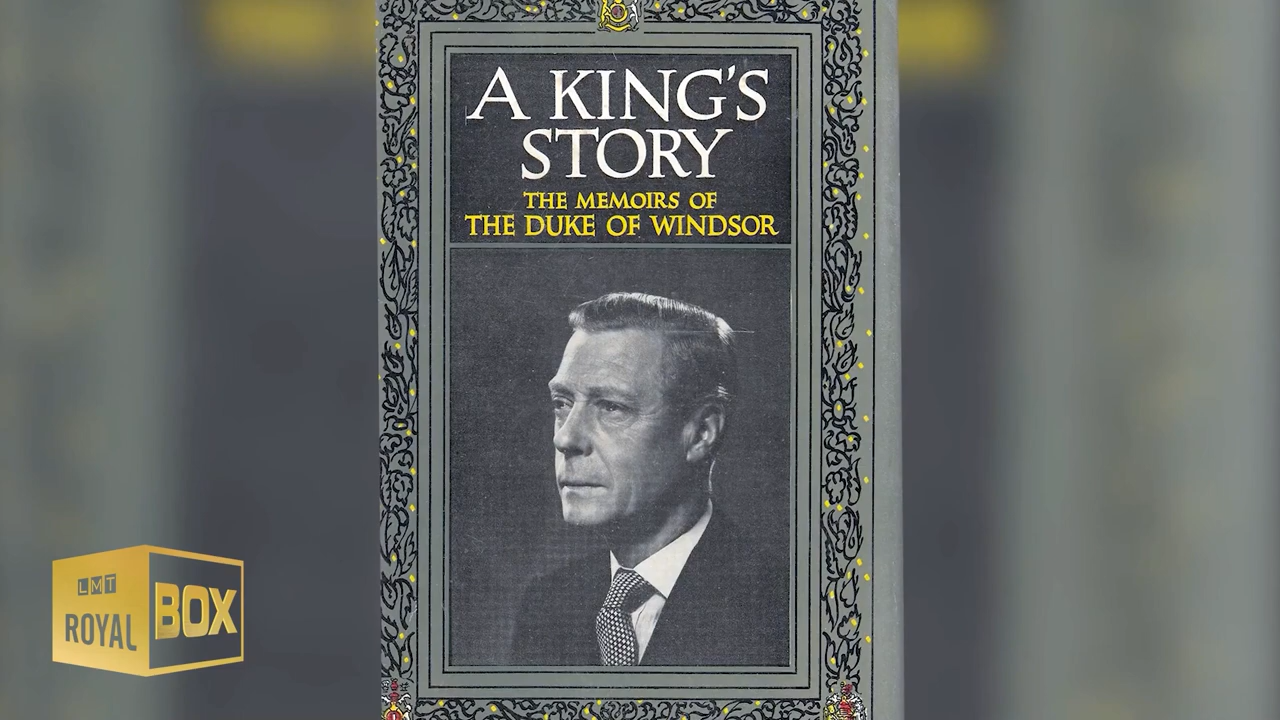 A KING'S
STORY
THE MEMOIRS OF
THE DUKE OF WINDSOR
LMT
ROYAL
BOX